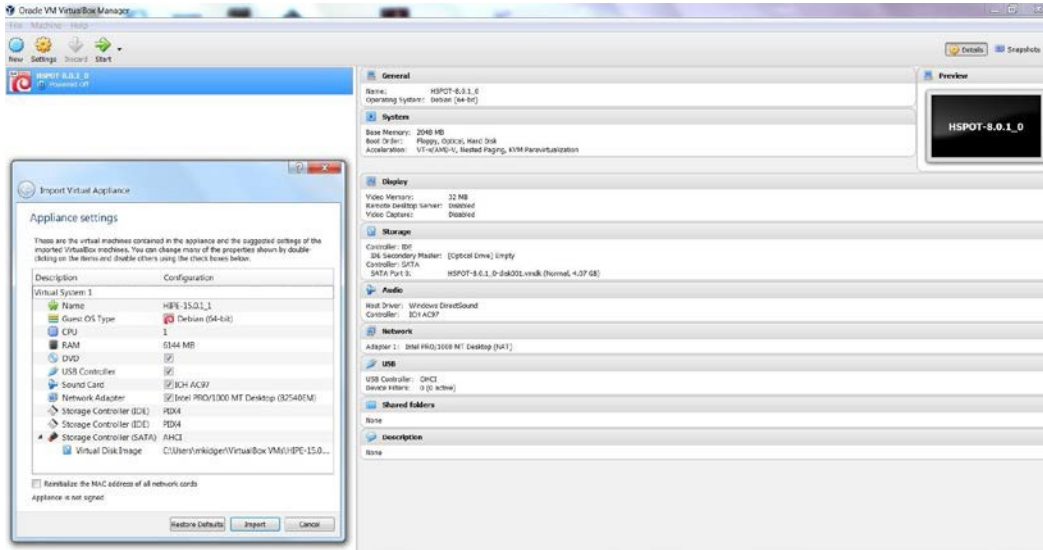 Oracle VM VirtualBox Manager
File Machine Help
New Settings Discard Start
Details Snapshots
HSPOT-8.0.1_0
Powered Off
General
Name: HSPOT-8.0.1_0
Operating System: Debian (64-bit)
System
Base Memory: 2048 MB
Boot Order: Floppy, Optical, Hard Disk
Acceleration: VT-x/AMD-V, Nested Paging, KVM Paravirtualization
Preview
HSPOT-8.0.1_0
Display
Video Memory: 32 MB
Remote Desktop Server: Disabled
Video Capture: Disabled
Storage
Controller: IDE
IDE Secondary Master: [Optical Drive] Empty
Controller: SATA
SATA Port 0: HSPOT-8.0.1_0-disk001.vmdk (Normal, 4.07 GB)
Audio
Host Driver: Windows DirectSound
Controller: ICH AC97
Network
Adapter 1: Intel PRO/1000 MT Desktop (NAT)
USB
USB Controller: OHCI
Device Filters: 0 (0 active)
Shared folders
None
Description
None
Import Virtual Appliance
Appliance settings
These are the virtual machines contained in the appliance and the suggested settings of the
imported VirtualBox machines. You can change many of the properties shown by double-
clicking on the items and disable others using the check boxes below.
Description Configuration
Virtual System 1
Name HIPE-15.0.1_1
Guest OS Type Debian (64-bit)
CPU 1
RAM 6144 MB
DVD
USB Controller
Sound Card ICH AC97
Network Adapter Intel PRO/1000 MT Desktop (82540EM)
Storage Controller (IDE) PIIX4
Storage Controller (IDE) PIIX4
Storage Controller (SATA) AHCI
Virtual Disk Image C:\Users\mkidger\VirtualBox VMs\HIPE-15.0....
Reinitialize the MAC address of all network cards
Appliance is not signed
Restore Defaults Import Cancel